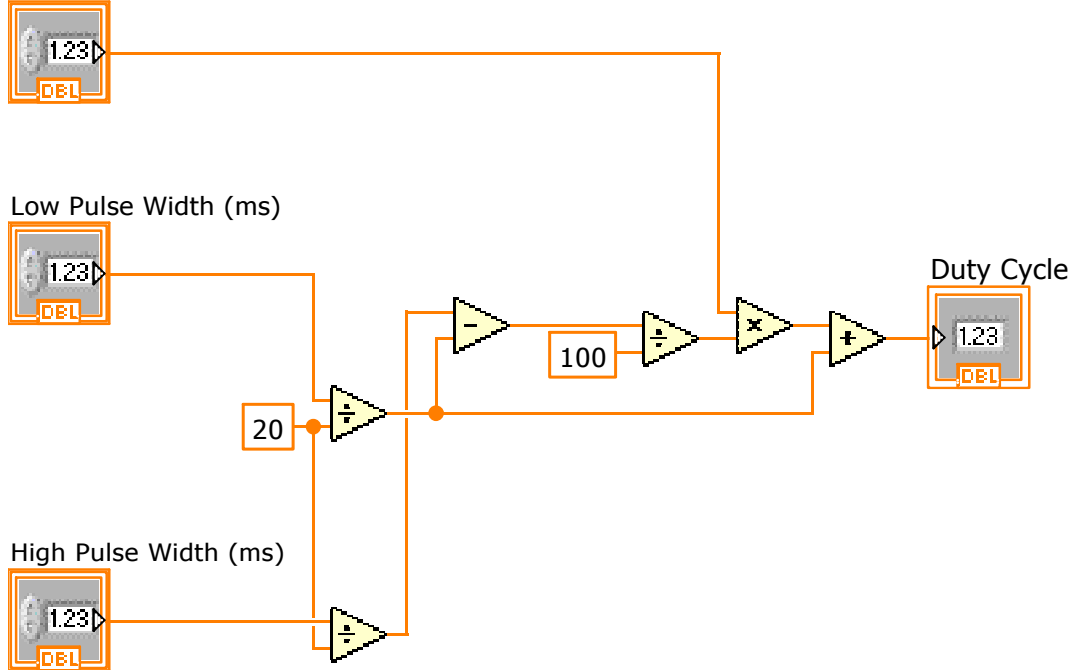 1.23
DBL
Low Pulse Width (ms)
1.23
DBL
Duty Cycle
1.23
DBL
-
÷
x
+
100
÷
20
High Pulse Width (ms)
1.23
DBL
÷